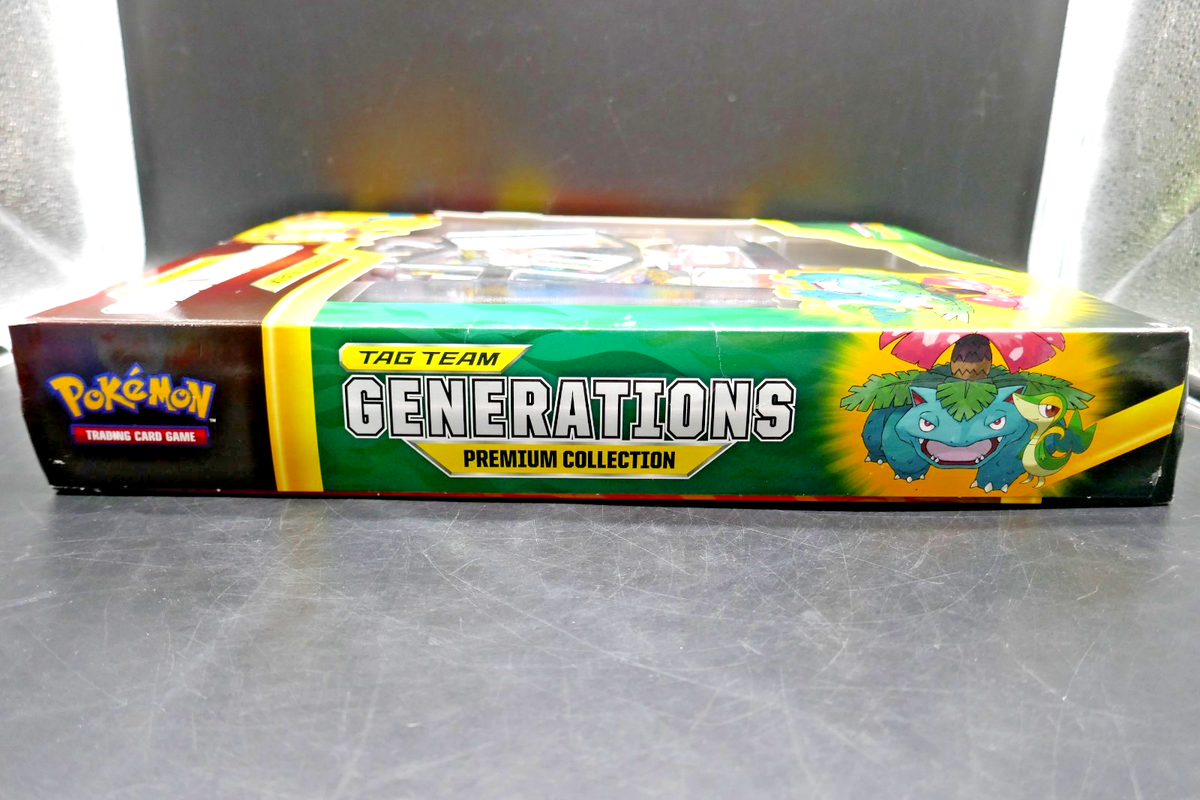 POKéMON
TRADING CARD GAME
TAG TEAM
GENERATIONS
PREMIUM COLLECTION